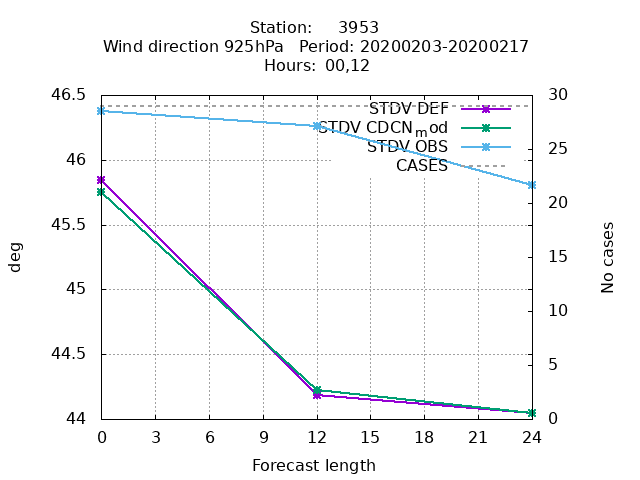 Station: 3953
Wind direction 925hPa Period: 20200203-20200217
Hours: 00,12
46.5
46
45.5
45
44.5
44
deg
30
25
20
15
10
5
0
No cases
STDV DEF
STDV CDCN_mod
STDV OBS
CASES
0 3 6 9 12 15 18 21 24
Forecast length